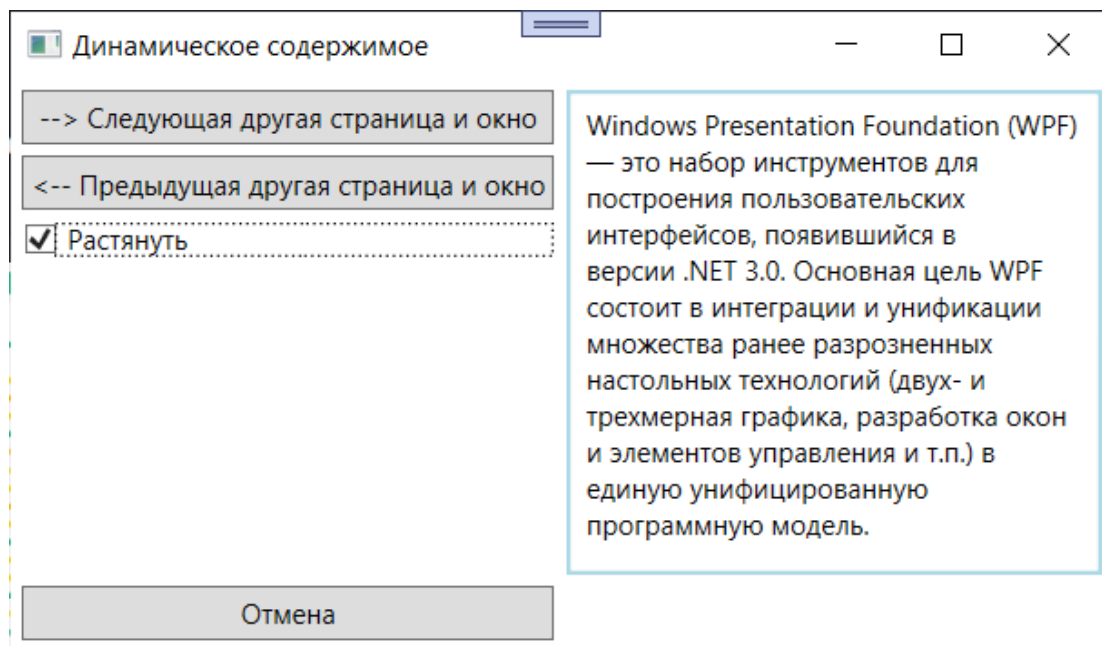 Динамическое содержимое
--> Следующая другая страница и окно
<-- Предыдущая другая страница и окно
Растянуть
Отмена
Windows Presentation Foundation (WPF)
— это набор инструментов для
построения пользовательских
интерфейсов, появившийся в
версии .NET 3.0. Основная цель WPF
состоит в интеграции и унификации
множества ранее разрозненных
настольных технологий (двух- и
трехмерная графика, разработка окон
и элементов управления и т.п.) в
единую унифицированную
программную модель.